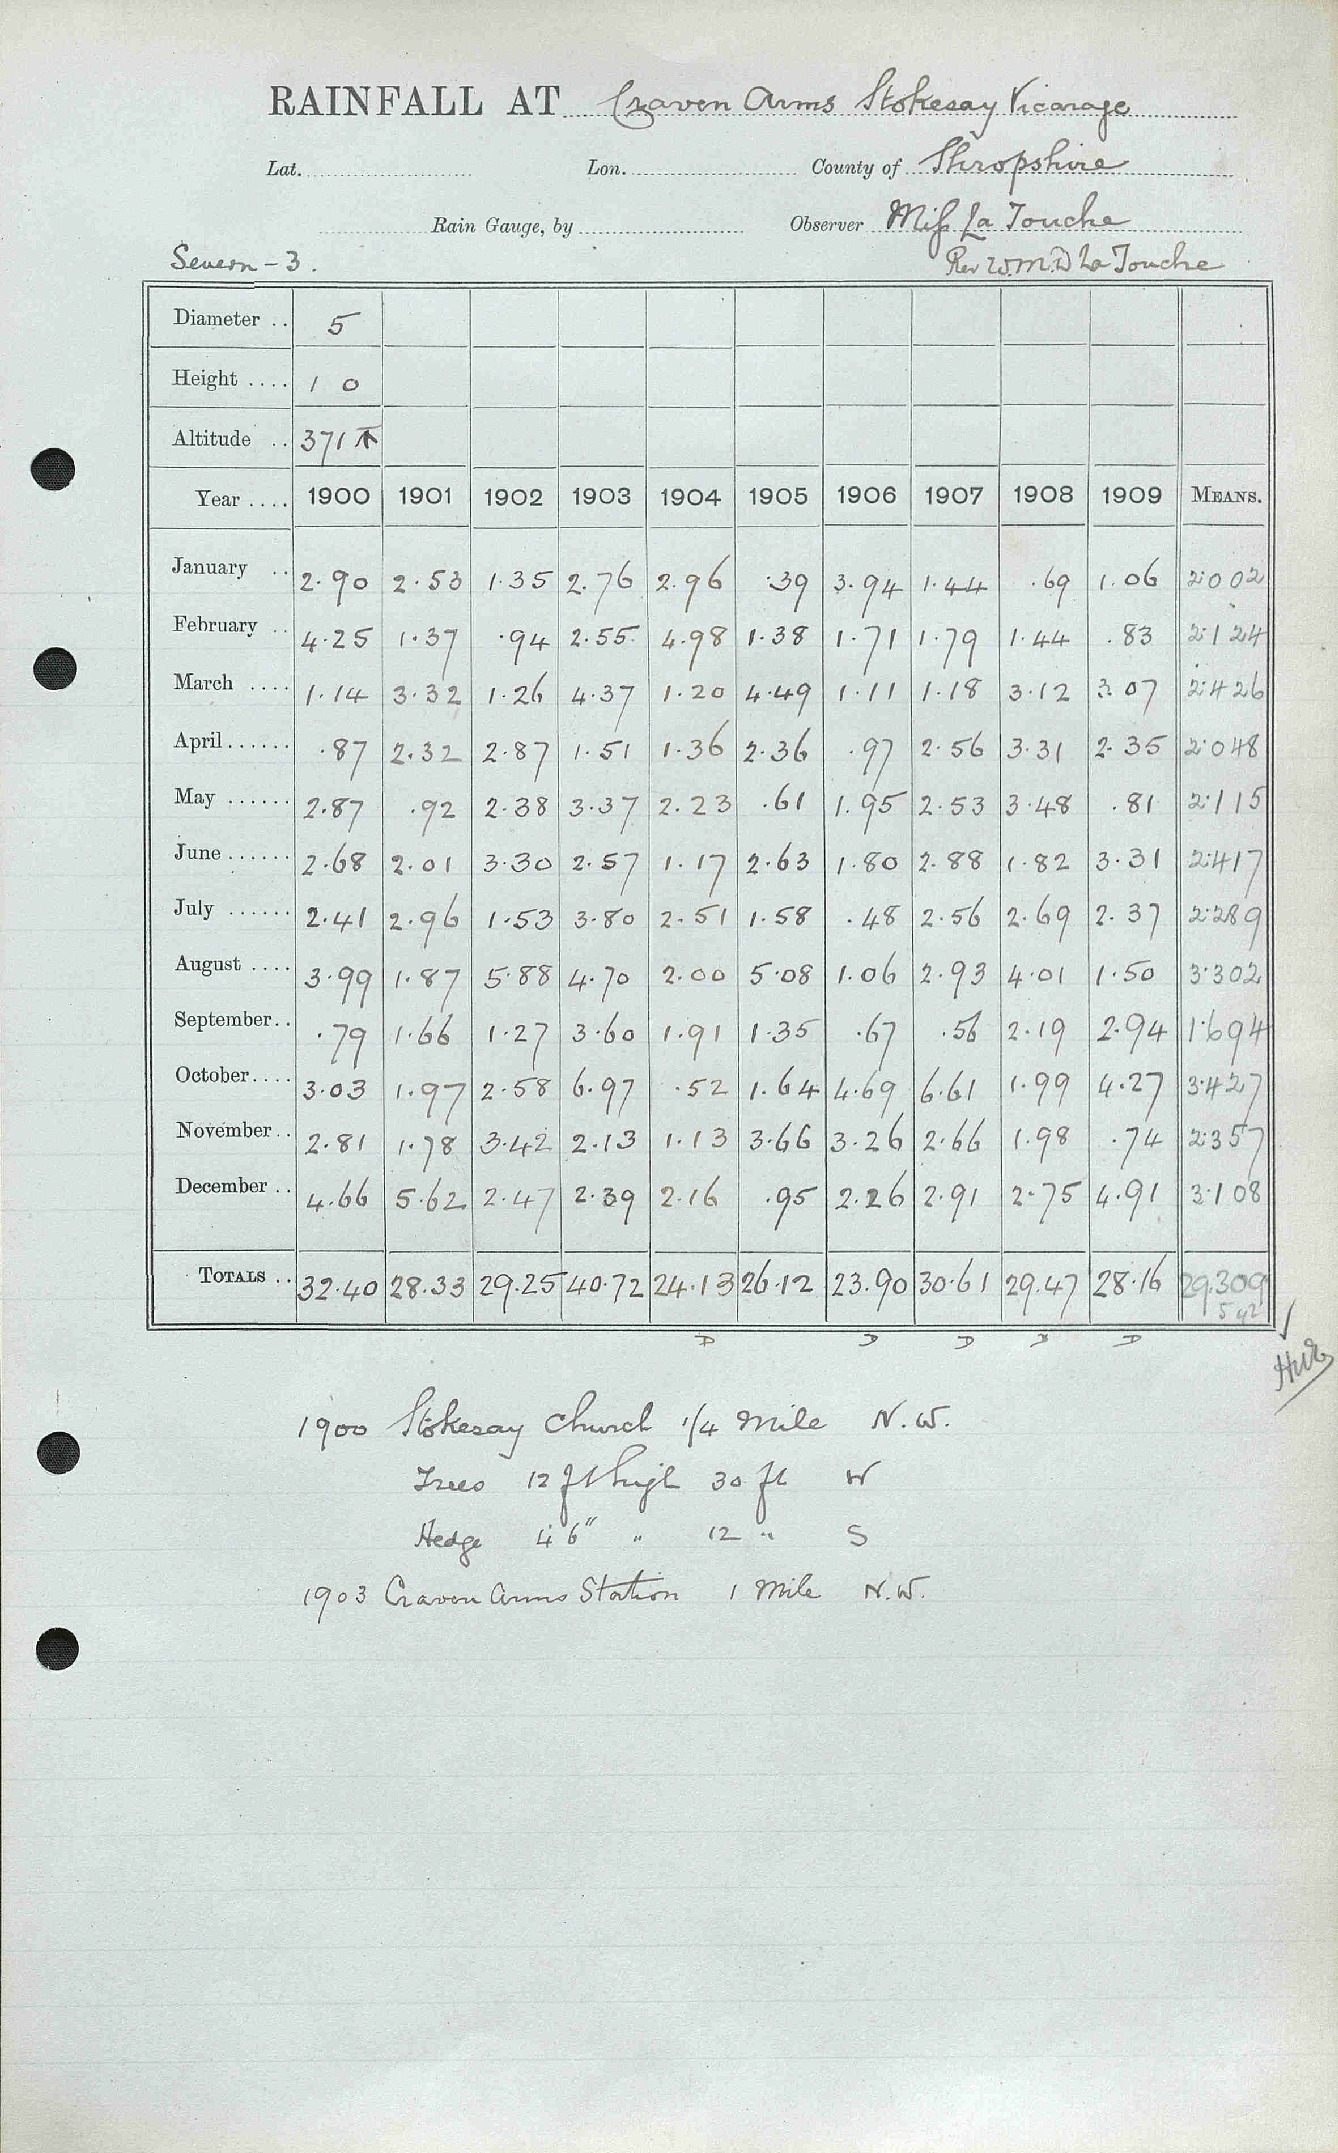 RAINFALL AT Craven Arms Stokesay Vicarage
Lat. Lon. County of Shropshire
Rain Gauge, by Observer Miss La Touche
Severn - 3. Rev W.M.D La Touche
Diameter .. 5
Height .... 1 0
Altitude .. 371
Year .... 1900 1901 1902 1903 1904 1905 1906 1907 1908 1909 MEANS.
January .. 2.90 2.53 1.35 2.76 2.96 .39 3.94 1.44 .69 1.06 2.002
February .. 4.25 1.37 .94 2.55 4.98 1.38 1.71 1.79 1.44 .83 2.124
March .... 1.14 3.32 1.26 4.37 1.20 4.49 1.11 1.18 3.12 3.07 2.426
April...... .87 2.32 2.87 1.51 1.36 2.36 .97 2.56 3.31 2.35 2.048
May ...... 2.87 .92 2.38 3.37 2.23 .61 1.95 2.53 3.48 .81 2.115
June...... 2.68 2.01 3.30 2.57 1.17 2.63 1.80 2.88 1.82 3.31 2.417
July ...... 2.41 2.96 1.53 3.80 2.51 1.58 .48 2.56 2.69 2.37 2.289
August .... 3.99 1.87 5.88 4.70 2.00 5.08 1.06 2.93 4.01 1.50 3.302
September.. .79 1.66 1.27 3.60 1.91 1.35 .67 .56 2.19 2.94 1.694
October.... 3.03 1.97 2.58 6.97 .52 1.64 4.69 6.61 1.99 4.27 3.427
November.. 2.81 1.78 3.42 2.13 1.13 3.66 3.26 2.66 1.98 .74 2.357
December .. 4.66 5.62 2.47 2.39 2.16 .95 2.26 2.91 2.75 4.91 3.108
TOTALS .. 32.40 28.33 29.25 40.72 24.13 26.12 23.90 30.61 29.47 28.16 29.309
542
D D D D D
1900 Stokesay Church 1/4 Mile N.W.
Trees 12 ft high 30 ft W
Hedge 4'6" " 12 " S
1903 Craven Arms Station 1 Mile N.W.